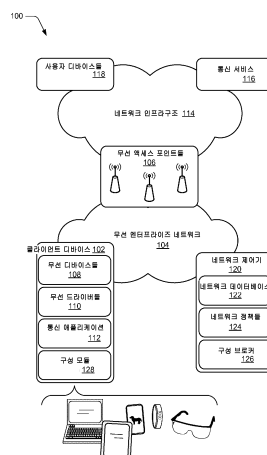 100
사용자 디바이스들
118
통신 서비스
116
네트워크 인프라구조 114
무선 액세스 포인트들
106
무선 엔터프라이즈 네트워크
104
클라이언트 디바이스 102
무선 디바이스들
108
무선 드라이버들
110
통신 애플리케이션
112
구성 모듈
128
네트워크 제어기
120
네트워크 데이터베이스
122
네트워크 정책들
124
구성 브로커
126